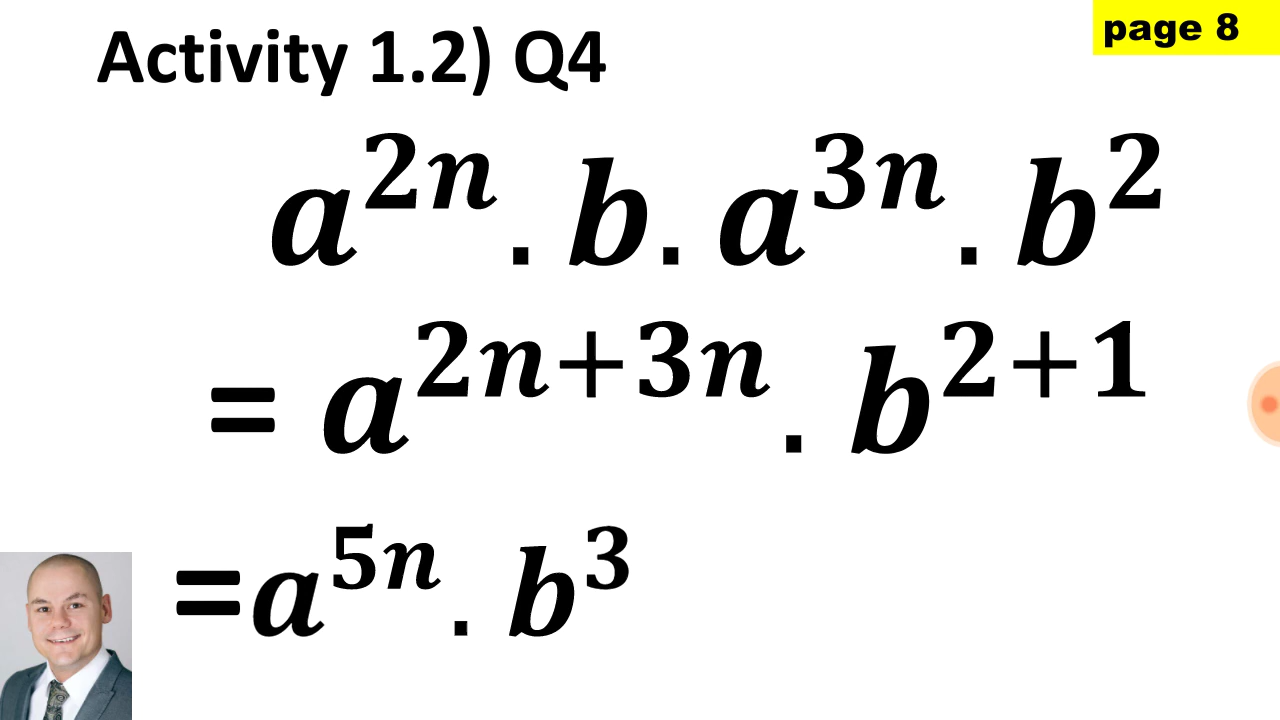 Activity 1.2) Q4
page 8
a^{2n} . b . a^{3n} . b^{2}
= a^{2n+3n} . b^{2+1}
=a^{5n} . b^{3}